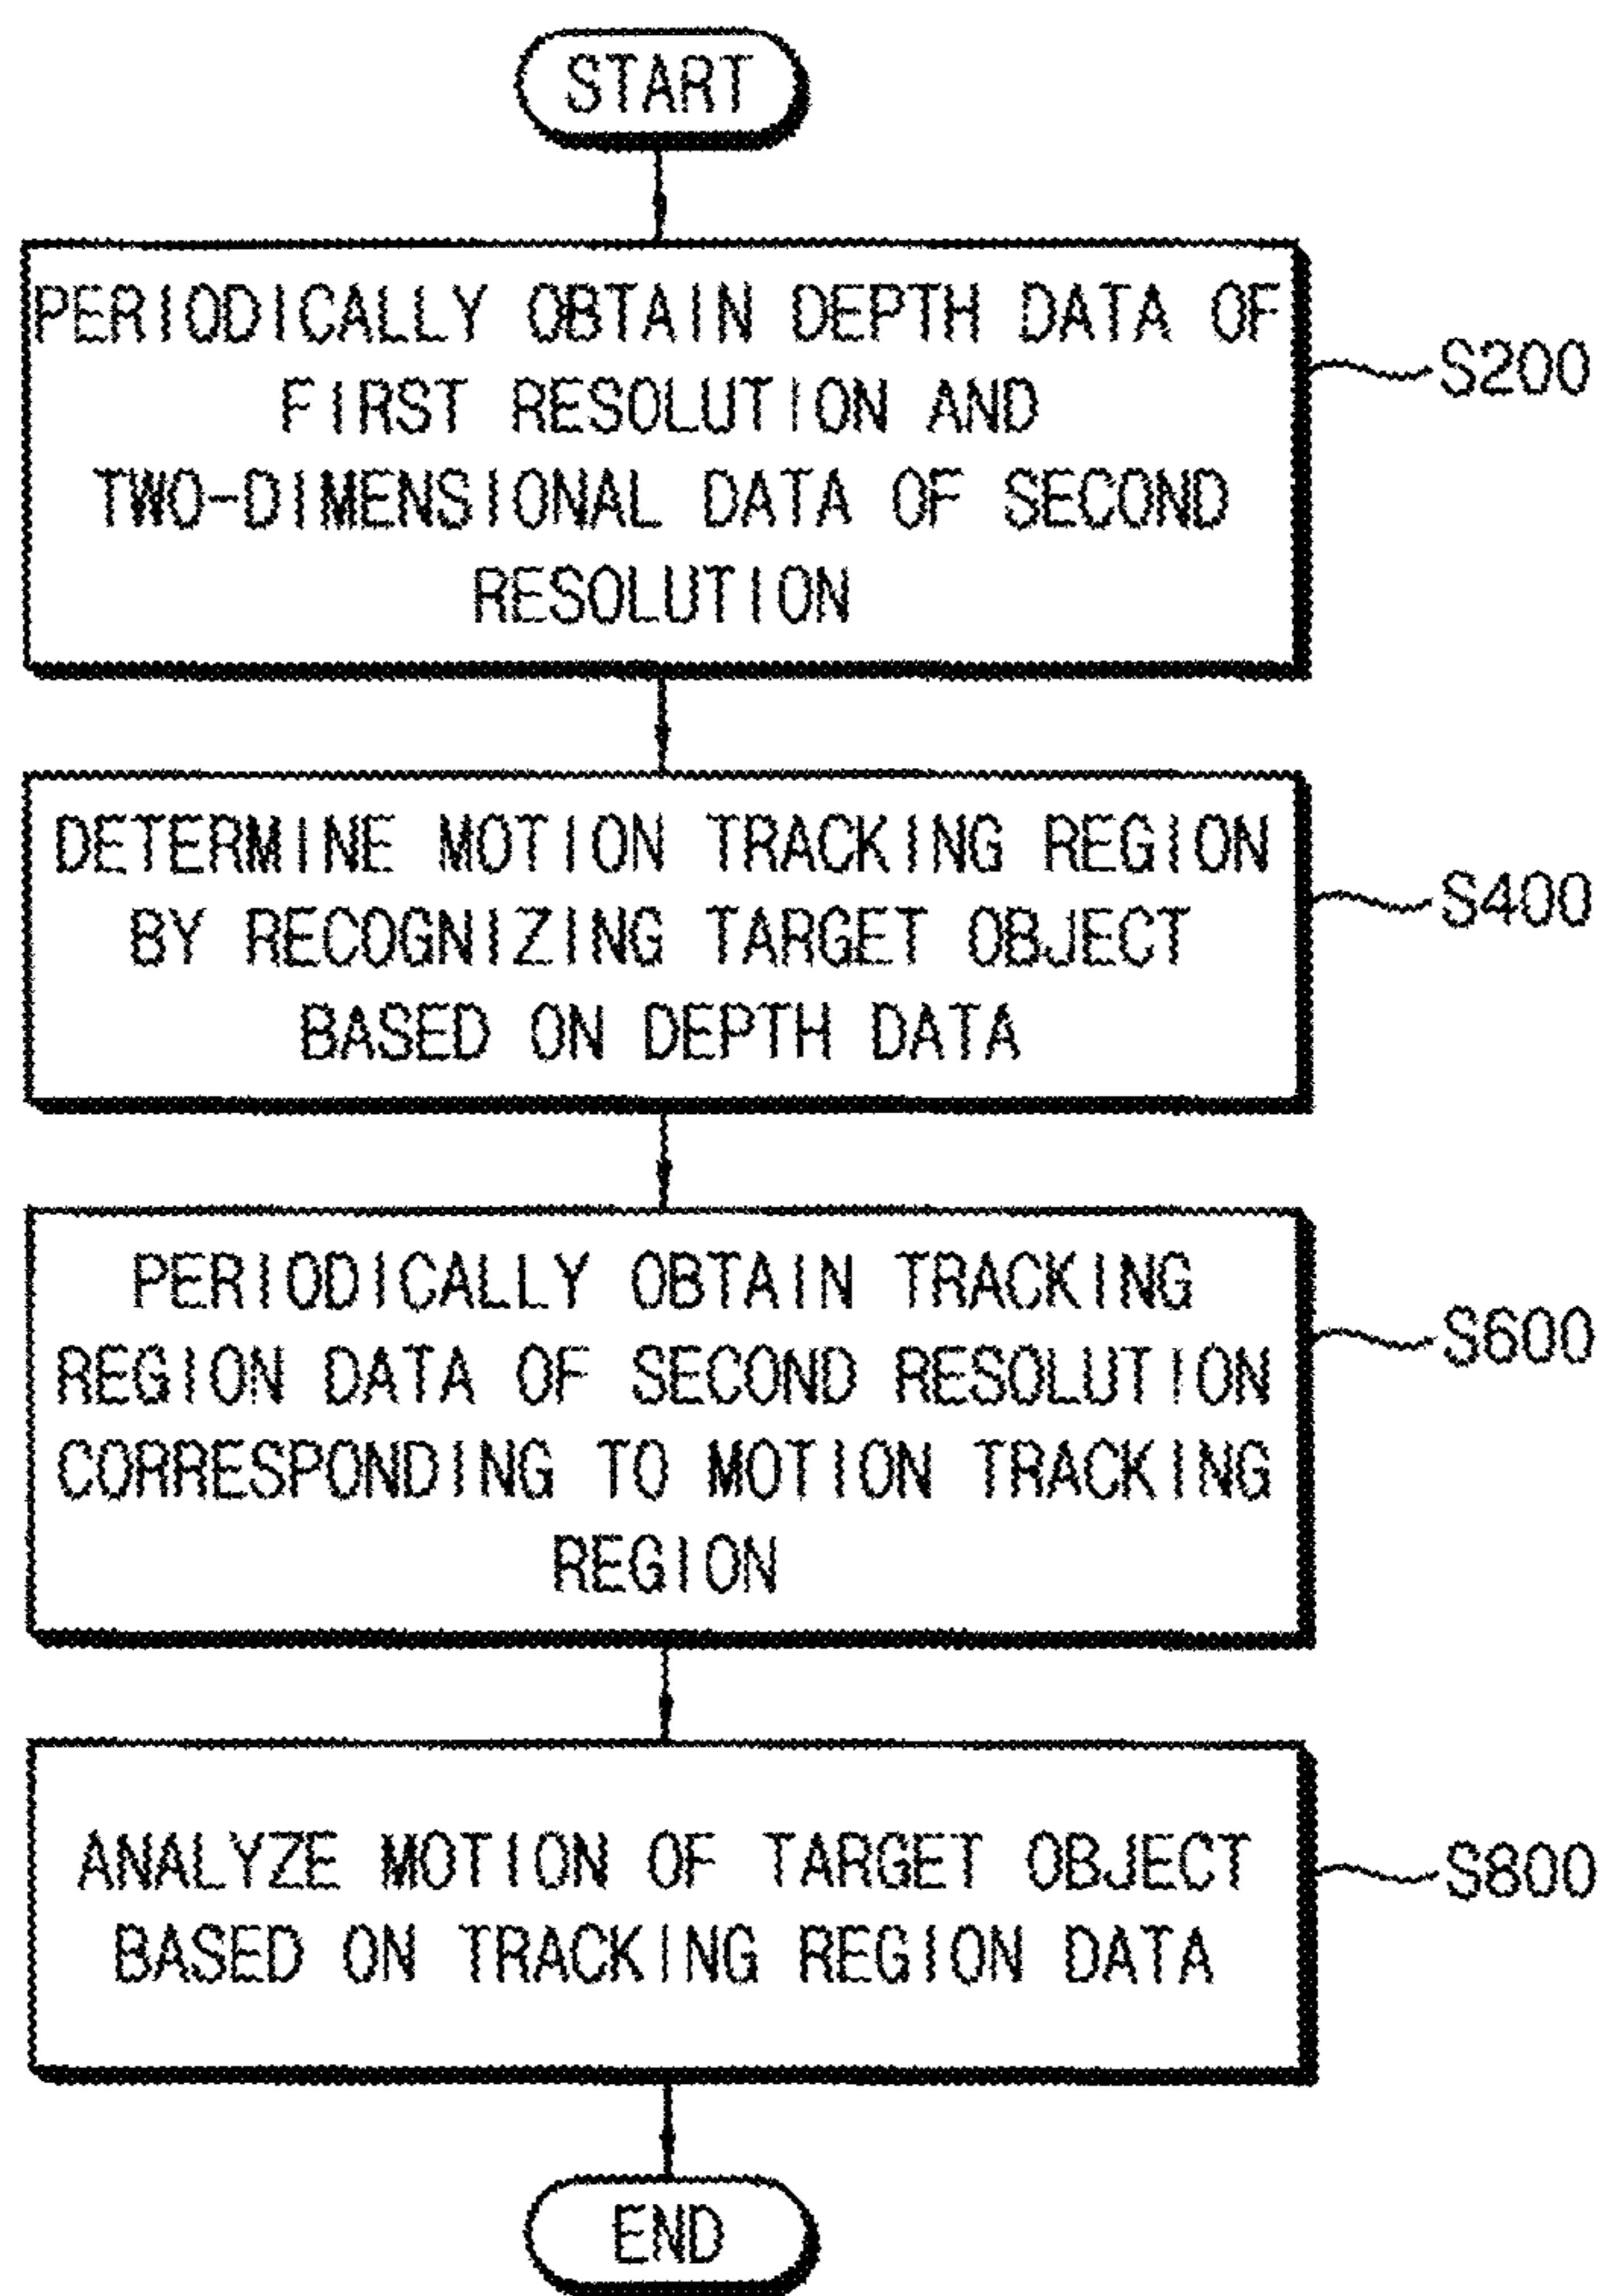 START
PERIODICALLY OBTAIN DEPTH DATA OF
FIRST RESOLUTION AND
TWO-DIMENSIONAL DATA OF SECOND
RESOLUTION
S200
DETERMINE MOTION TRACKING REGION
BY RECOGNIZING TARGET OBJECT
BASED ON DEPTH DATA
S400
PERIODICALLY OBTAIN TRACKING
REGION DATA OF SECOND RESOLUTION
CORRESPONDING TO MOTION TRACKING
REGION
S600
ANALYZE MOTION OF TARGET OBJECT
BASED ON TRACKING REGION DATA
S800
END